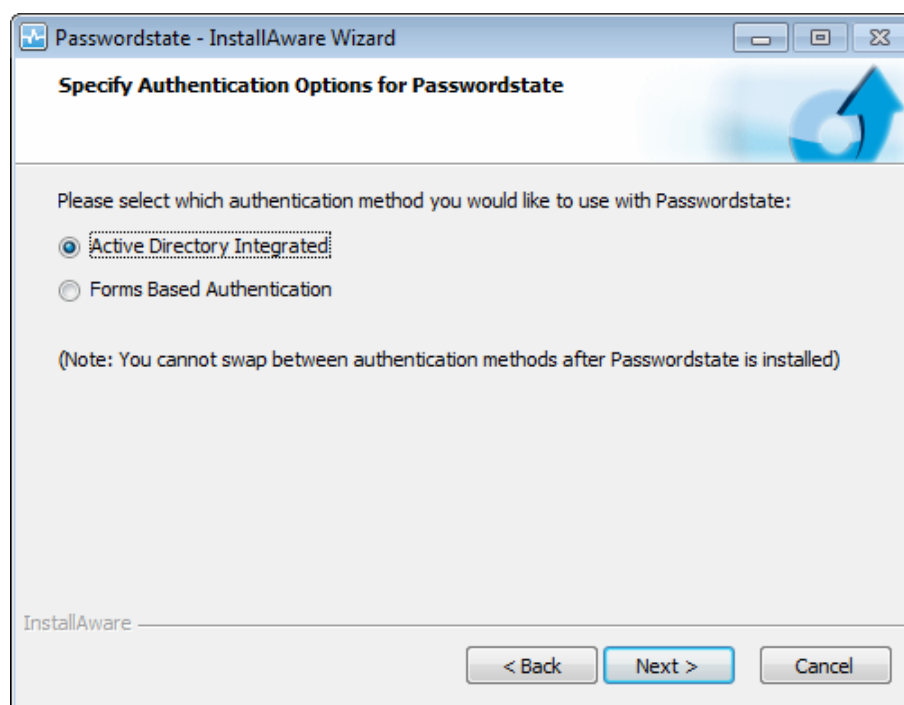 Passwordstate - InstallAware Wizard
Specify Authentication Options for Passwordstate
Please select which authentication method you would like to use with Passwordstate:
Active Directory Integrated
Forms Based Authentication
(Note: You cannot swap between authentication methods after Passwordstate is installed)
InstallAware
< Back Next > Cancel